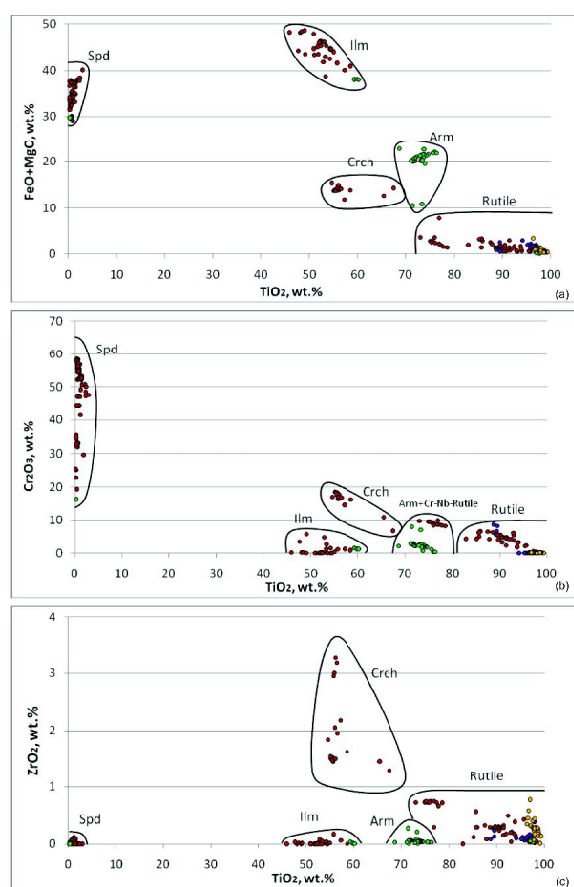 50
40
30
20
10
0
FeO+MgC, wt.%
Spd
Ilm
Arm
Crch
Rutile
0 10 20 30 40 50 60 70 80 90 100
TiO2, wt.%
(a)
70
60
50
40
30
20
10
0
Cr2O3, wt.%
Spd
Crch
Arm+Cr-Nb-Rutile
Ilm
Rutile
0 10 20 30 40 50 60 70 80 90 100
TiO2, wt.%
(b)
4
3
2
1
0
ZrO2, wt.%
Crch
Rutile
Spd
Ilm
Arm
0 10 20 30 40 50 60 70 80 90 100
TiO2, wt.%
(c)